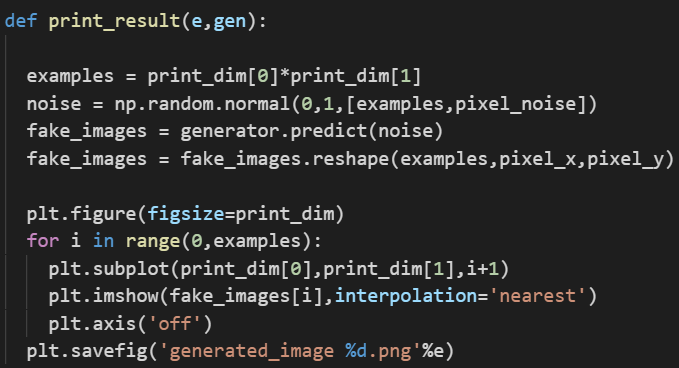 def print_result(e,gen):
examples = print_dim[0]*print_dim[1]
noise = np.random.normal(0,1,[examples,pixel_noise])
fake_images = generator.predict(noise)
fake_images = fake_images.reshape(examples,pixel_x,pixel_y)
plt.figure(figsize=print_dim)
for i in range(0,examples):
plt.subplot(print_dim[0],print_dim[1],i+1)
plt.imshow(fake_images[i],interpolation='nearest')
plt.axis('off')
plt.savefig('generated_image %d.png'%e)